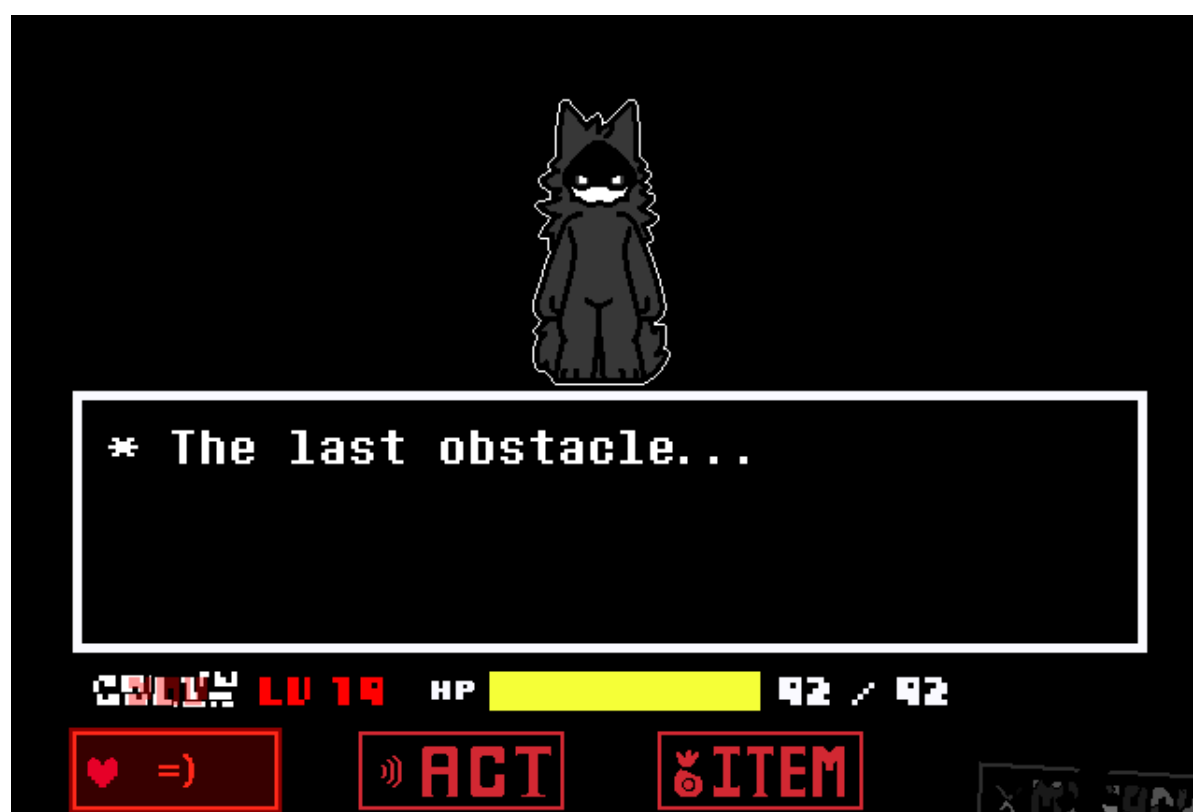 * The last obstacle...
LV 19 HP 92 / 92
=) ACT ITEM